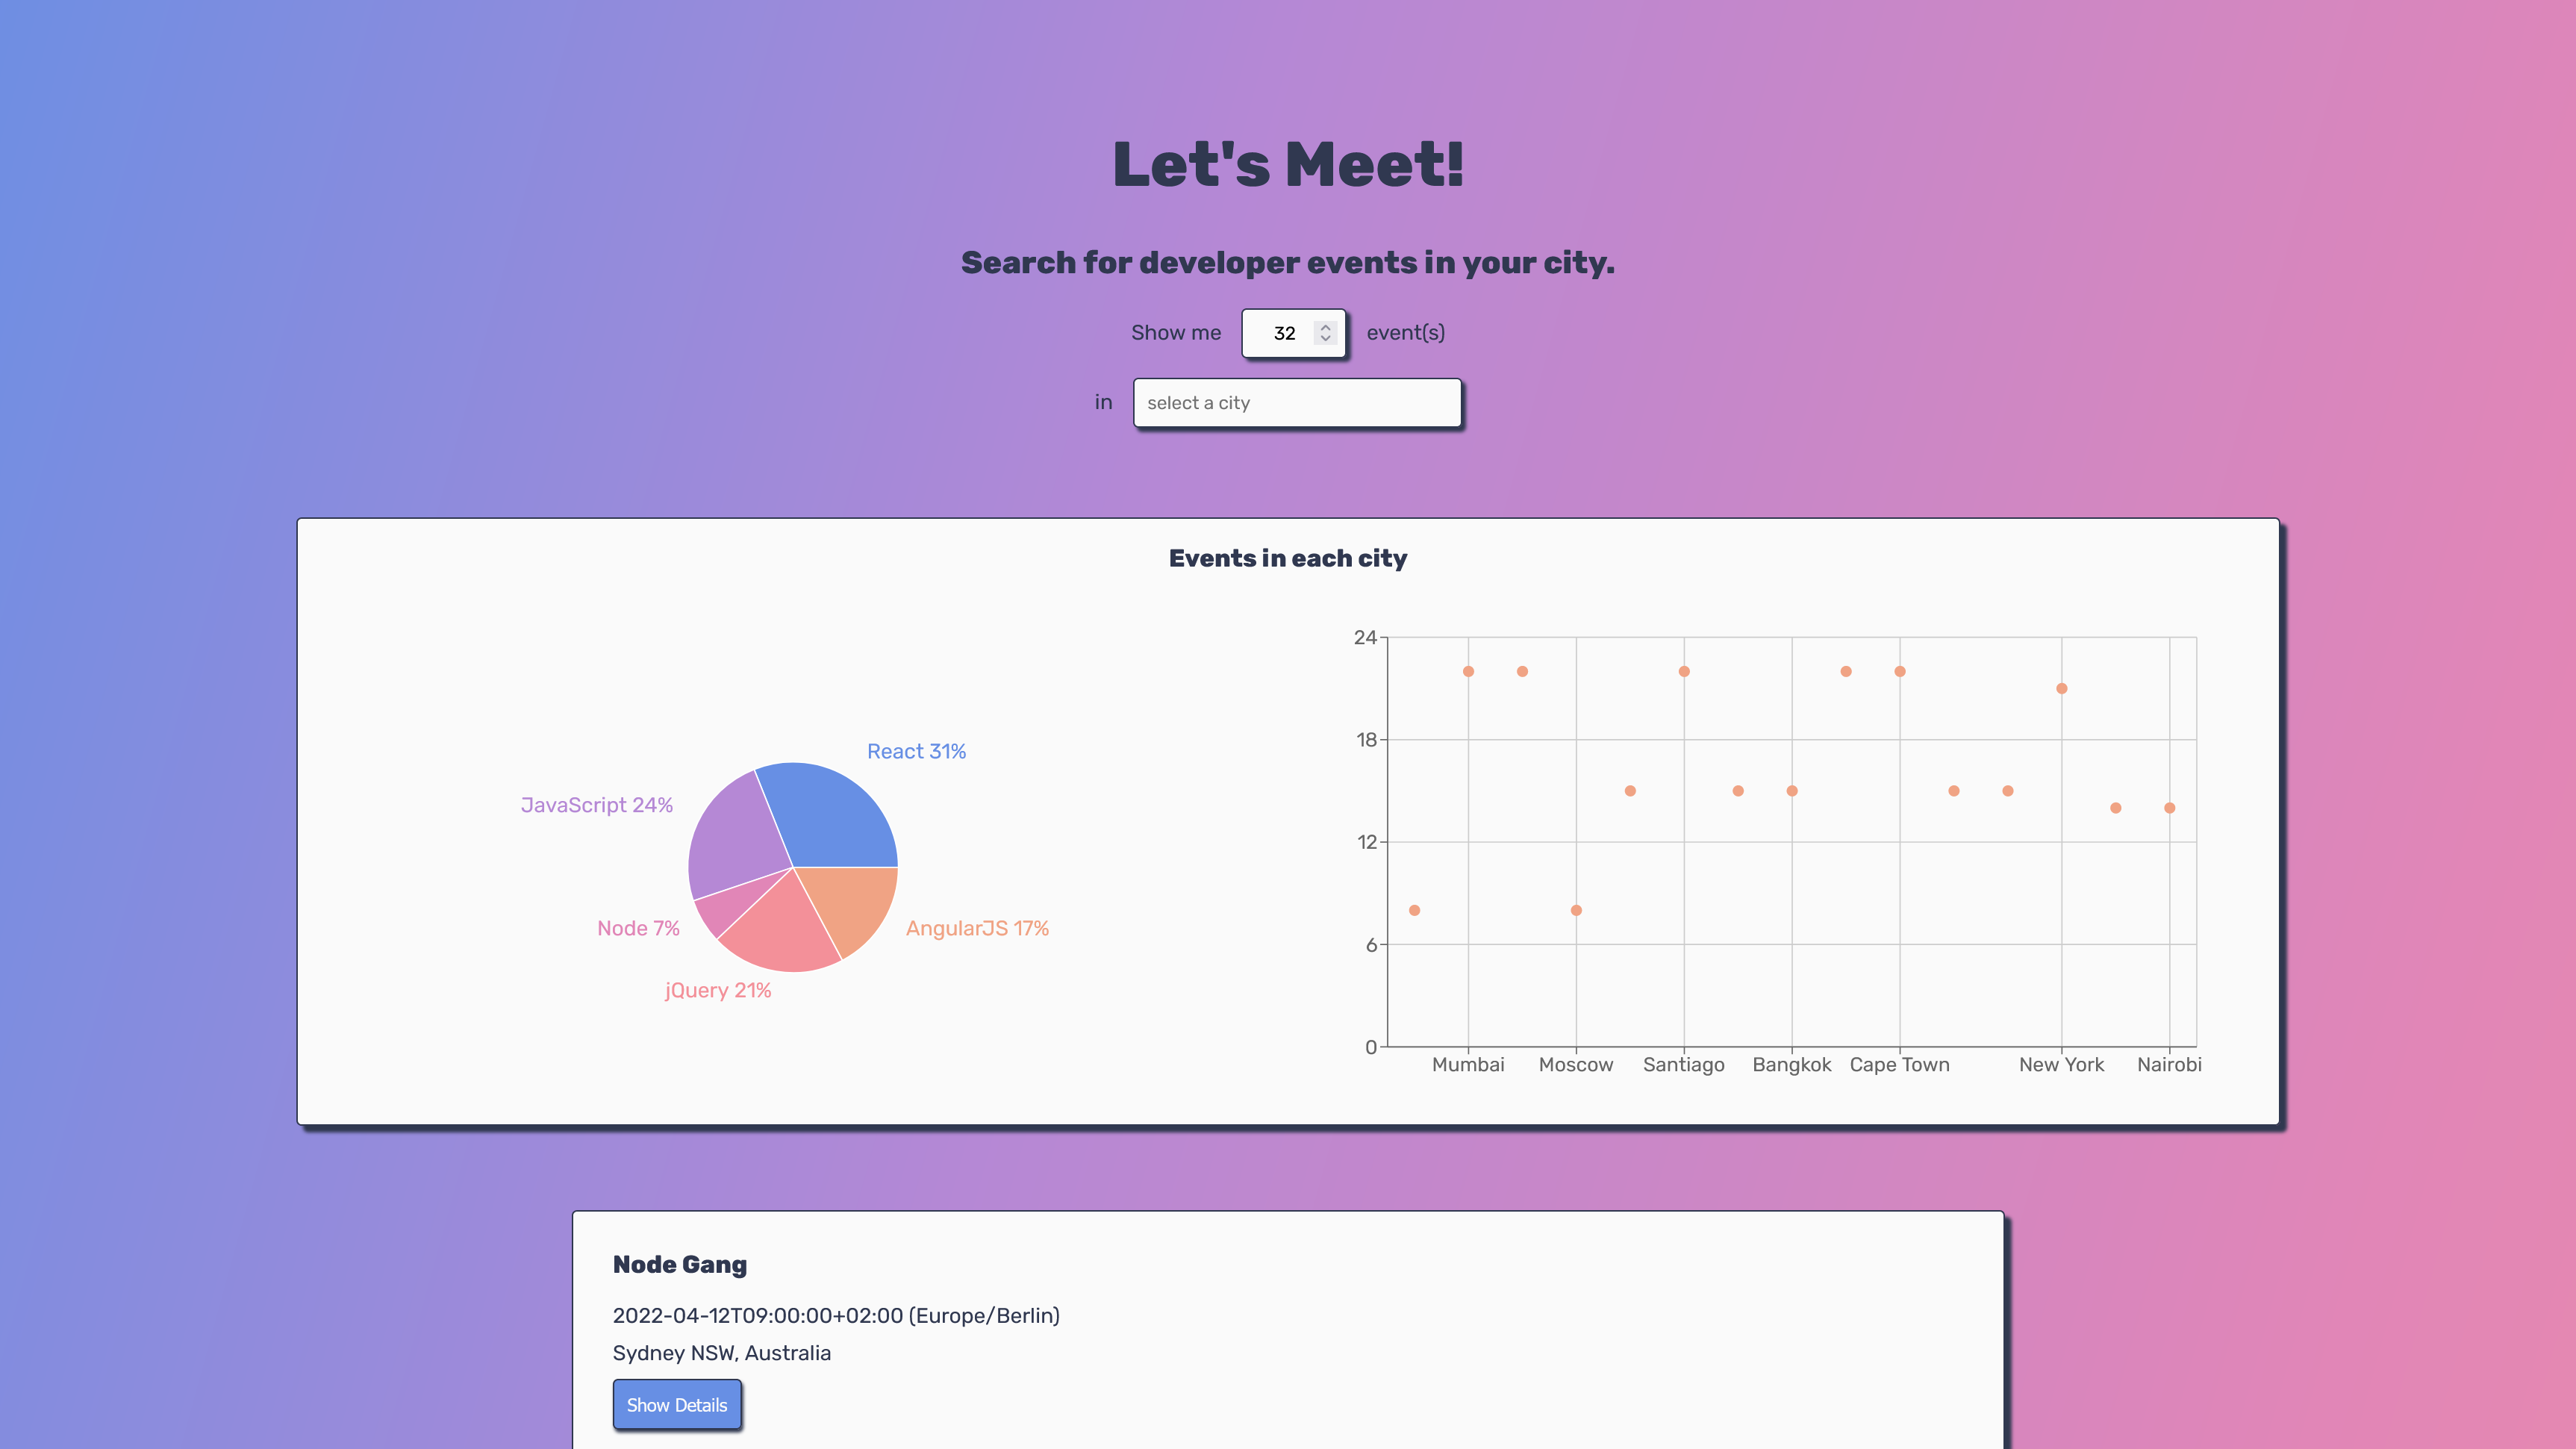 Let's Meet!
Search for developer events in your city.
Show me 32 event(s)
in select a city
Events in each city
React 31%
JavaScript 24%
Node 7%
AngularJS 17%
jQuery 21%
24
18
12
6
0
Mumbai Moscow Santiago Bangkok Cape Town New York Nairobi
Node Gang
2022-04-12T09:00:00+02:00 (Europe/Berlin)
Sydney NSW, Australia
Show Details